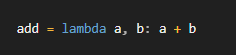 add = lambda a, b: a + b